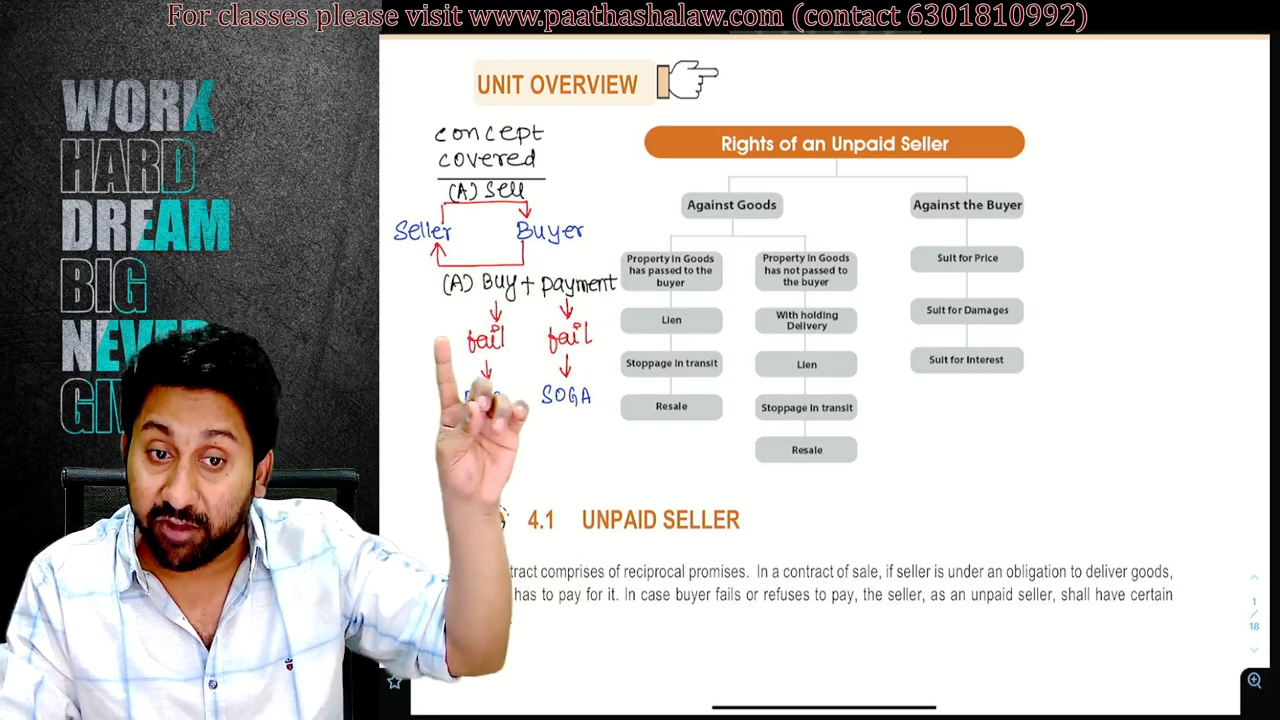 For classes please visit www.paathashalaw.com (contact 6301810992)
WORK
HARD
DREAM
BIG
GI
UNIT OVERVIEW
concept
covered
(A) Sell
Seller Buyer
(A) Buy + payment
fail fail
SOGA
Rights of an Unpaid Seller
Against Goods
Against the Buyer
Property in Goods
has passed to the
buyer
Lien
Stoppage in transit
Resale
Property in Goods
has not passed to
the buyer
With holding
Delivery
Lien
Stoppage in transit
Resale
Suit for Price
Suit for Damages
Suit for Interest
4.1 UNPAID SELLER
tract comprises of reciprocal promises. In a contract of sale, if seller is under an obligation to deliver goods,
has to pay for it. In case buyer fails or refuses to pay, the seller, as an unpaid seller, shall have certain
1
/
18